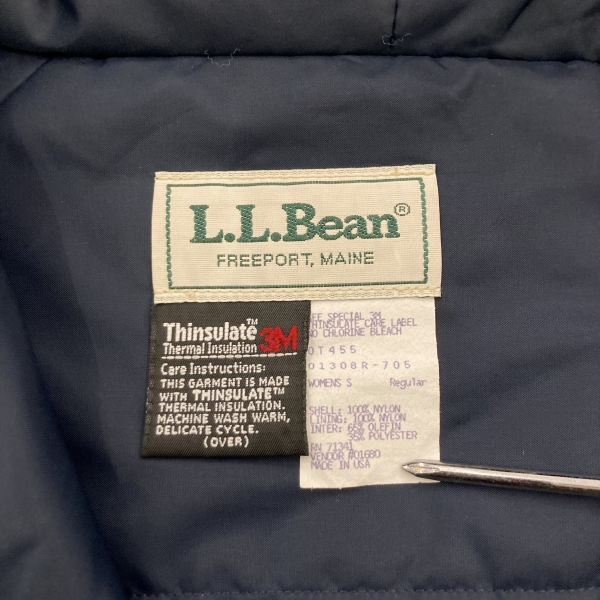 L.L.Bean®
FREEPORT, MAINE
Thinsulate™ 3M
Thermal Insulation
Care Instructions:
THIS GARMENT IS MADE
WITH THINSULATE™
THERMAL INSULATION.
MACHINE WASH WARM,
DELICATE CYCLE.
(OVER)
SPECIAL 3M
THINSULATE CARE LABEL
NO CHLORINE BLEACH
0T455
01308R-705
WOMENS S Regular
SHELL: 100% NYLON
LINING: 100% NYLON
INTER: 65% OLEFIN
35% POLYESTER
RN 71341
VENDOR #01680
MADE IN USA